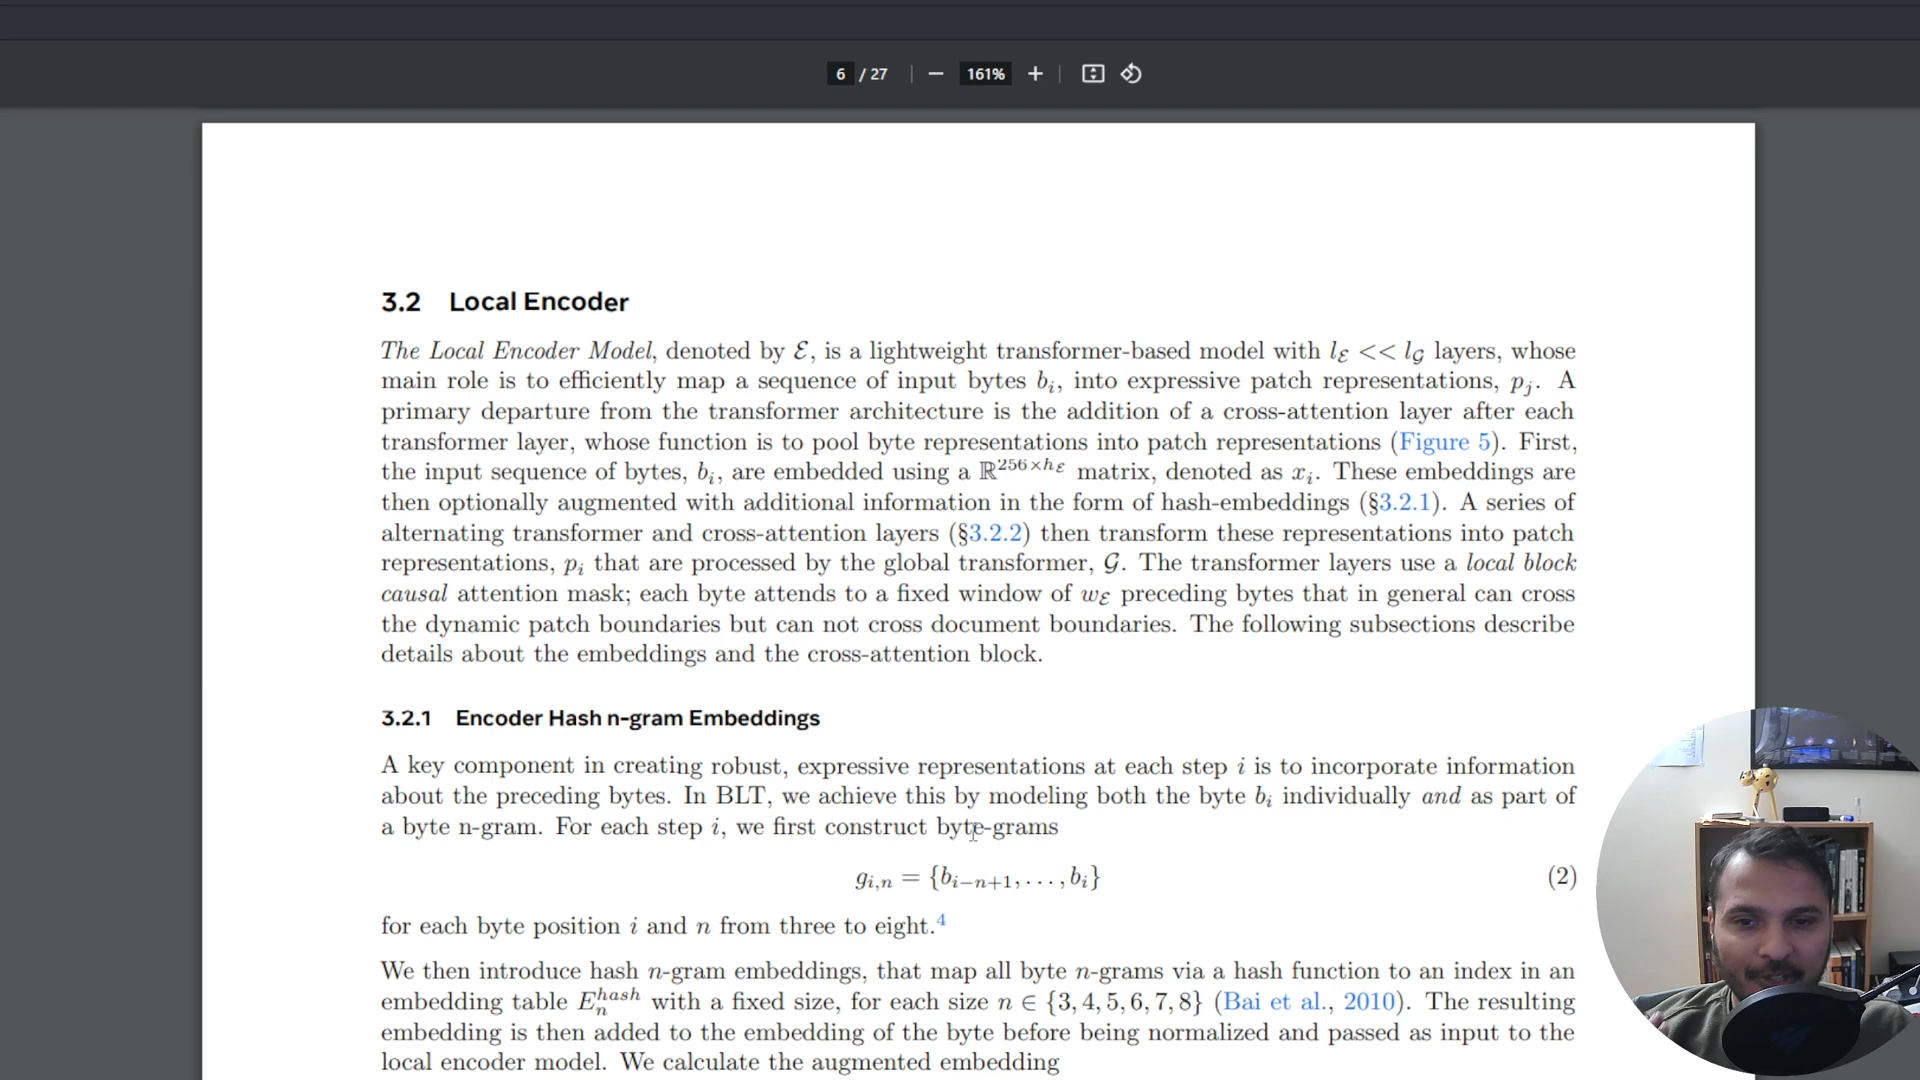 6 / 27 — 161% +
3.2 Local Encoder
The Local Encoder Model, denoted by ℰ, is a lightweight transformer-based model with l_ℰ << l_𝒢 layers, whose
main role is to efficiently map a sequence of input bytes b_i, into expressive patch representations, p_j. A
primary departure from the transformer architecture is the addition of a cross-attention layer after each
transformer layer, whose function is to pool byte representations into patch representations (Figure 5). First,
the input sequence of bytes, b_i, are embedded using a ℝ^{256×h_ℰ} matrix, denoted as x_i. These embeddings are
then optionally augmented with additional information in the form of hash-embeddings (§3.2.1). A series of
alternating transformer and cross-attention layers (§3.2.2) then transform these representations into patch
representations, p_i that are processed by the global transformer, 𝒢. The transformer layers use a local block
causal attention mask; each byte attends to a fixed window of w_ℰ preceding bytes that in general can cross
the dynamic patch boundaries but can not cross document boundaries. The following subsections describe
details about the embeddings and the cross-attention block.
3.2.1 Encoder Hash n-gram Embeddings
A key component in creating robust, expressive representations at each step i is to incorporate information
about the preceding bytes. In BLT, we achieve this by modeling both the byte b_i individually and as part of
a byte n-gram. For each step i, we first construct byte-grams
g_{i,n} = {b_{i−n+1}, . . . , b_i} (2)
for each byte position i and n from three to eight.⁴
We then introduce hash n-gram embeddings, that map all byte n-grams via a hash function to an index in an
embedding table E_n^{hash} with a fixed size, for each size n ∈ {3, 4, 5, 6, 7, 8} (Bai et al., 2010). The resulting
embedding is then added to the embedding of the byte before being normalized and passed as input to the
local encoder model. We calculate the augmented embedding